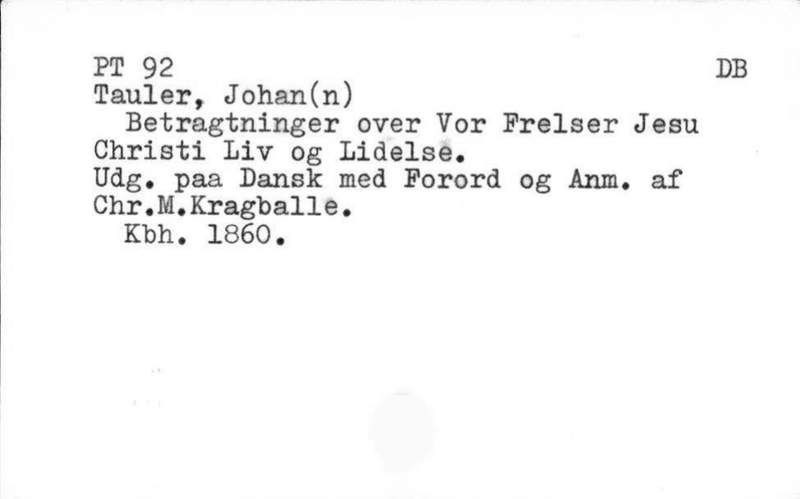 PT 92 DB
Tauler, Johan(n)
Betragtninger over Vor Frelser Jesu
Christi Liv og Lidelse.
Udg. paa Dansk med Forord og Anm. af
Chr.M.Kragballe.
Kbh. 1860.